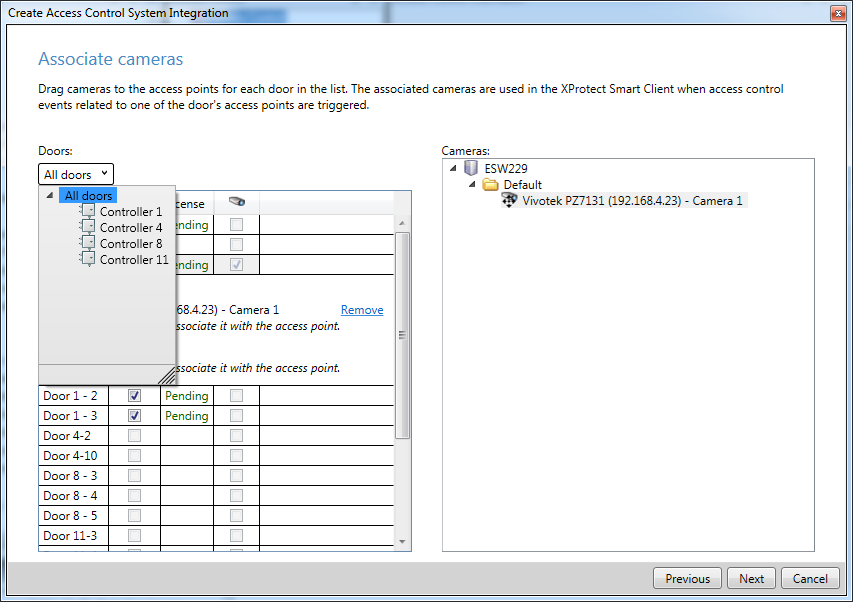 Create Access Control System Integration
Associate cameras
Drag cameras to the access points for each door in the list. The associated cameras are used in the XProtect Smart Client when access control
events related to one of the door's access points are triggered.
Doors:
All doors
All doors
Controller 1
Controller 4
Controller 8
Controller 11
cense
nding
nding
68.4.23) - Camera 1 Remove
ssociate it with the access point.
ssociate it with the access point.
Door 1 - 2 Pending
Door 1 - 3 Pending
Door 4-2
Door 4-10
Door 8 - 3
Door 8 - 4
Door 8 - 5
Door 11-3
Cameras:
ESW229
Default
Vivotek PZ7131 (192.168.4.23) - Camera 1
Previous Next Cancel